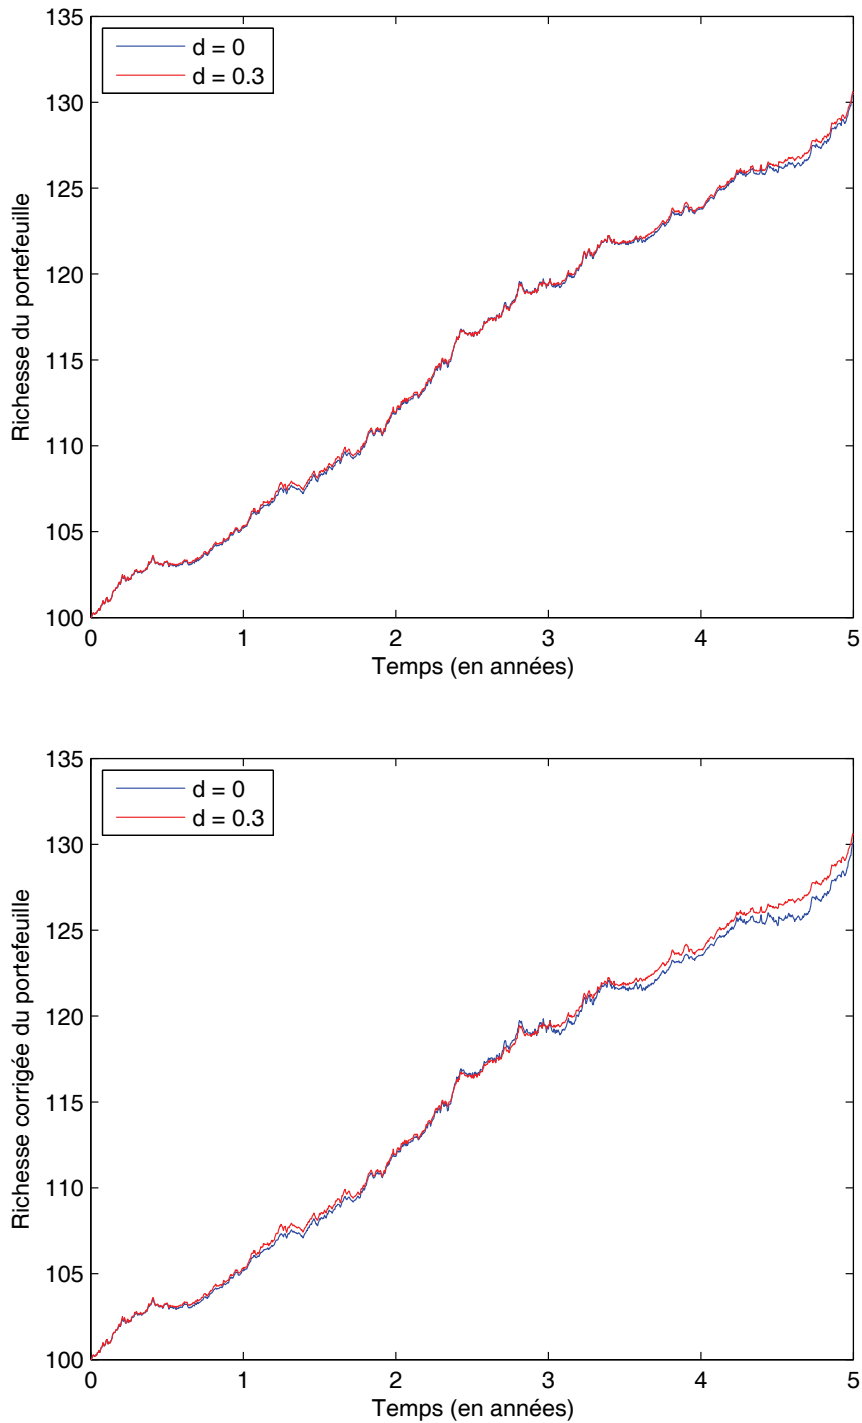 135
130
125
120
115
110
105
100
Richesse du portefeuille
d = 0
d = 0.3
0 1 2 3 4 5
Temps (en années)
135
130
125
120
115
110
105
100
Richesse corrigée du portefeuille
d = 0
d = 0.3
0 1 2 3 4 5
Temps (en années)